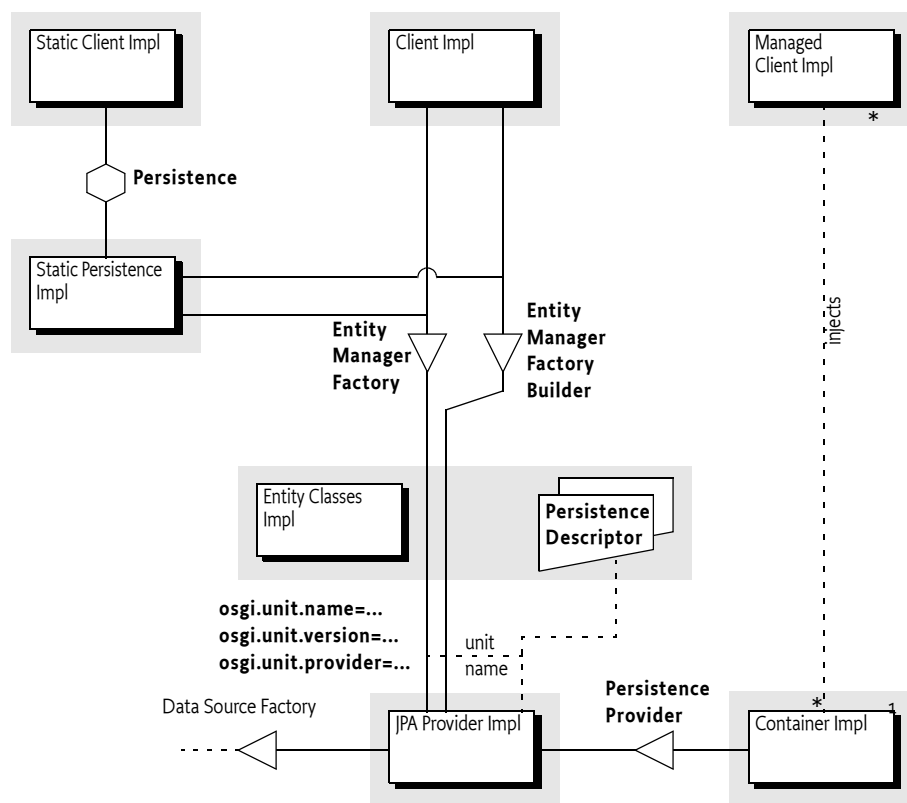 Static Client Impl
Client Impl
Managed
Client Impl
*
Persistence
Static Persistence
Impl
injects
Entity
Manager
Factory
Entity
Manager
Factory
Builder
Entity Classes
Impl
Persistence
Descriptor
osgi.unit.name=...
osgi.unit.version=...
osgi.unit.provider=...
unit
name
Persistence
Provider
Data Source Factory
JPA Provider Impl
*
1
Container Impl